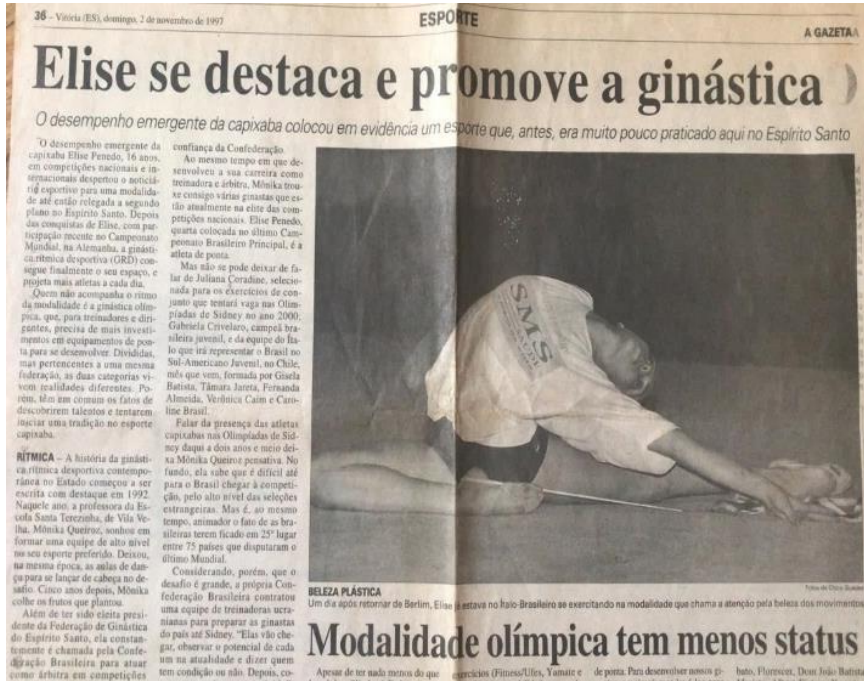 36 – Vitória (ES), domingo, 2 de novembro de 1997
ESPORTE
A GAZETA
Elise se destaca e promove a ginástica
O desempenho emergente da capixaba colocou em evidência um esporte que, antes, era muito pouco praticado aqui no Espírito Santo
O desempenho emergente da
capixaba Elise Penedo, 16 anos,
em competições nacionais e in-
ternacionais despertou o noticiá-
rio esportivo para uma modalida-
de até então relegada a segundo
plano no Espírito Santo. Depois
das conquistas de Elise, com par-
ticipação recente no Campeonato
Mundial, na Alemanha, a ginásti-
ca rítmica desportiva (GRD) con-
segue finalmente o seu espaço, e
projeta mais atletas a cada dia.
Quem não acompanha o ritmo
da modalidade é a ginástica olím-
pica, que, para treinadores e diri-
gentes, precisa de mais investi-
mentos em equipamentos de pon-
ta para se desenvolver. Divididas,
mas pertencentes a uma mesma
federação, as duas categorias vi-
vem realidades diferentes. Po-
rém, têm em comum os fatos de
descobrirem talentos e tentarem
iniciar uma tradição no esporte
capixaba.
RÍTMICA – A história da ginásti-
ca rítmica desportiva contempo-
rânea no Estado começou a ser
escrita com destaque em 1992.
Naquele ano, a professora da Es-
cola Santa Terezinha, de Vila Ve-
lha, Mônika Queiroz, sonhou em
formar uma equipe de alto nível
no seu esporte preferido. Deixou,
na mesma época, as aulas de dan-
ça para se lançar de cabeça no de-
safio. Cinco anos depois, Mônika
colhe os frutos que plantou.
Além de ter sido eleita presi-
dente da Federação de Ginástica
do Espírito Santo, ela constan-
temente é chamada pela Confe-
deração Brasileira para atuar
como árbitra em competições
confiança da Confederação.
Ao mesmo tempo em que de-
senvolveu a sua carreira como
treinadora e árbitra, Mônika trou-
xe consigo várias ginastas que es-
tão atualmente na elite das com-
petições nacionais. Elise Penedo,
quarta colocada no último Cam-
peonato Brasileiro Principal, é a
atleta de ponta.
Mas não se pode deixar de fa-
lar de Juliana Coradine, selecio-
nada para os exercícios de con-
junto que tentará vaga nas Olim-
píadas de Sidney no ano 2000;
Gabriela Crivelaro, campeã bra-
sileira juvenil, e da equipe do Íta-
lo que irá representar o Brasil no
Sul-Americano Juvenil, no Chile,
mês que vem, formada por Gisela
Batista, Tâmara Jareta, Fernanda
Almeida, Verônica Caim e Caro-
line Brasil.
Falar da presença das atletas
capixabas nas Olimpíadas de Sid-
ney daqui a dois anos e meio dei-
xa Mônika Queiroz pensativa. No
fundo, ela sabe que é difícil até
para o Brasil chegar à competi-
ção, pelo alto nível das seleções
estrangeiras. Mas é, ao mesmo
tempo, animador o fato de as bra-
sileiras terem ficado em 25º lugar
entre 75 países que disputaram o
último Mundial.
Considerando, porém, que o
desafio é grande, a própria Con-
federação Brasileira contratou
uma equipe de treinadoras ucra-
nianas para preparar as ginastas
do país até Sidney. "Elas vão che-
gar, observar o potencial de cada
um na atualidade e dizer quem
tem condição ou não. Depois, co-
SMS
BELEZA PLÁSTICA
Um dia após retornar de Berlim, Elise já estava no Ítalo-Brasileiro se exercitando na modalidade que chama a atenção pela beleza dos movimentos
Modalidade olímpica tem menos status
Apesar de ter nada menos do que
exercícios (Fitness/Ufes, Yamate e
de ponta. Para desenvolver nossos gi-
bato, Florescer, Dom João Batista